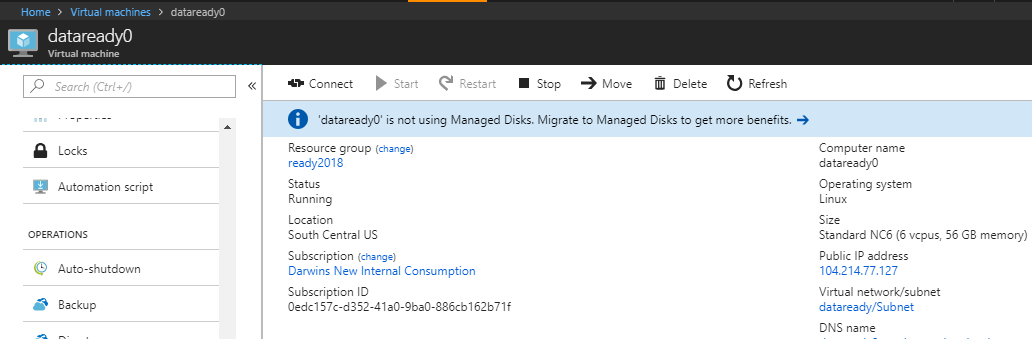 Home > Virtual machines > dataready0
dataready0
Virtual machine
Search (Ctrl+/)
«
Connect
Start
Restart
Stop
Move
Delete
Refresh
'dataready0' is not using Managed Disks. Migrate to Managed Disks to get more benefits. →
Properties
Locks
Automation script
OPERATIONS
Auto-shutdown
Backup
Resource group (change)
ready2018
Status
Running
Location
South Central US
Subscription (change)
Darwins New Internal Consumption
Subscription ID
0edc157c-d352-41a0-9ba0-886cb162b71f
Computer name
dataready0
Operating system
Linux
Size
Standard NC6 (6 vcpus, 56 GB memory)
Public IP address
104.214.77.127
Virtual network/subnet
dataready/Subnet
DNS name